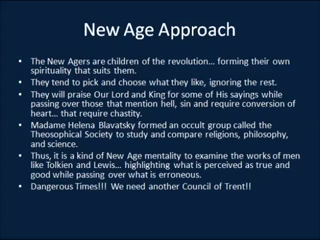 New Age Approach
• The New Agers are children of the revolution... forming their own
spirituality that suits them.
• They tend to pick and choose what they like, ignoring the rest.
• They will praise Our Lord and King for some of His sayings while
passing over those that mention hell, sin and require conversion of
heart... that require chastity.
• Madame Helena Blavatsky formed an occult group called the
Theosophical Society to study and compare religions, philosophy,
and science.
• Thus, it is a kind of New Age mentality to examine the works of men
like Tolkien and Lewis... highlighting what is perceived as true and
good while passing over what is erroneous.
• Dangerous Times!!! We need another Council of Trent!!